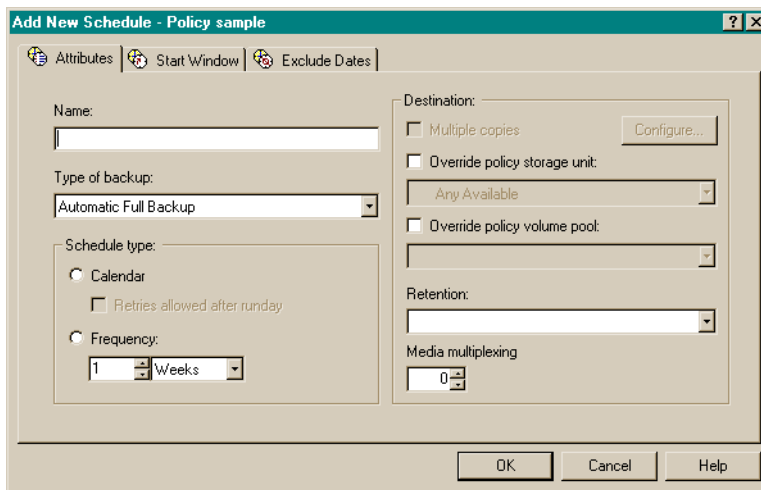 Add New Schedule - Policy sample
Attributes
Start Window
Exclude Dates
Name:
Type of backup:
Automatic Full Backup
Schedule type:
Calendar
Retries allowed after runday
Frequency:
1 Weeks
Destination:
Multiple copies Configure...
Override policy storage unit:
Any Available
Override policy volume pool:
Retention:
Media multiplexing
0
OK Cancel Help